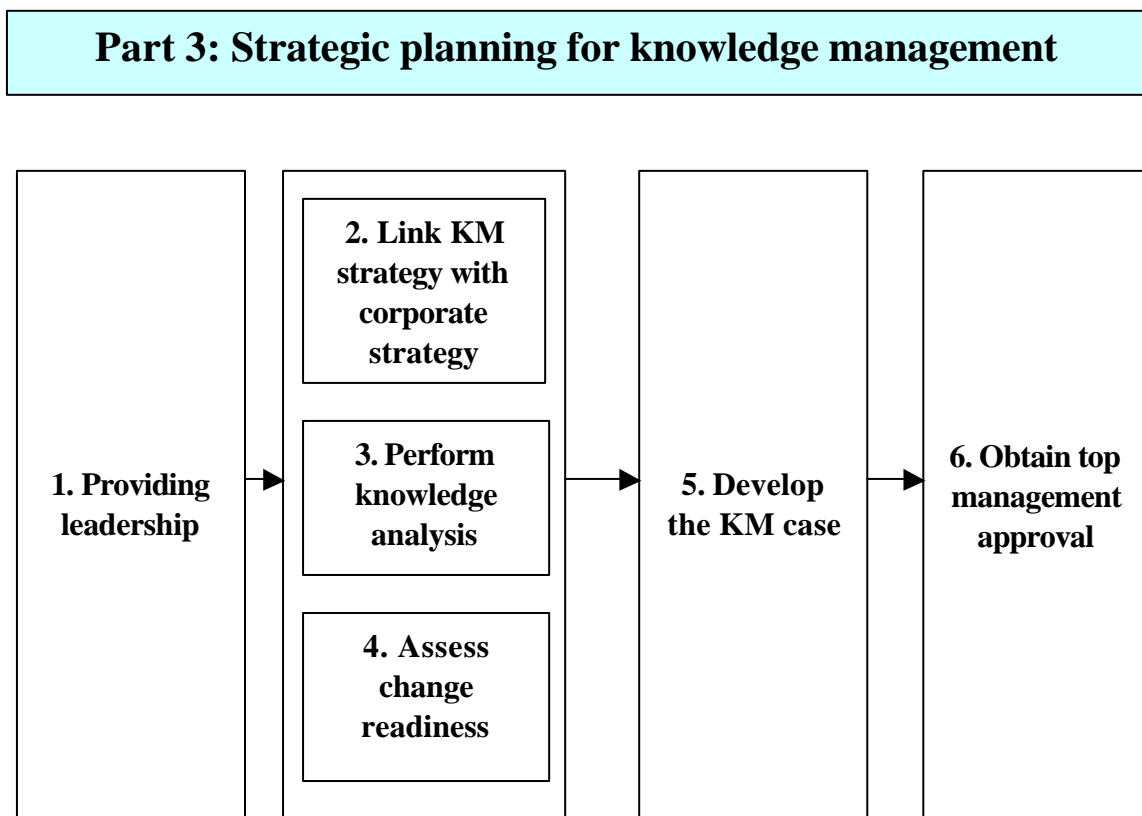 Part 3: Strategic planning for knowledge management
1. Providing
leadership
2. Link KM
strategy with
corporate
strategy
3. Perform
knowledge
analysis
4. Assess
change
readiness
5. Develop
the KM case
6. Obtain top
management
approval